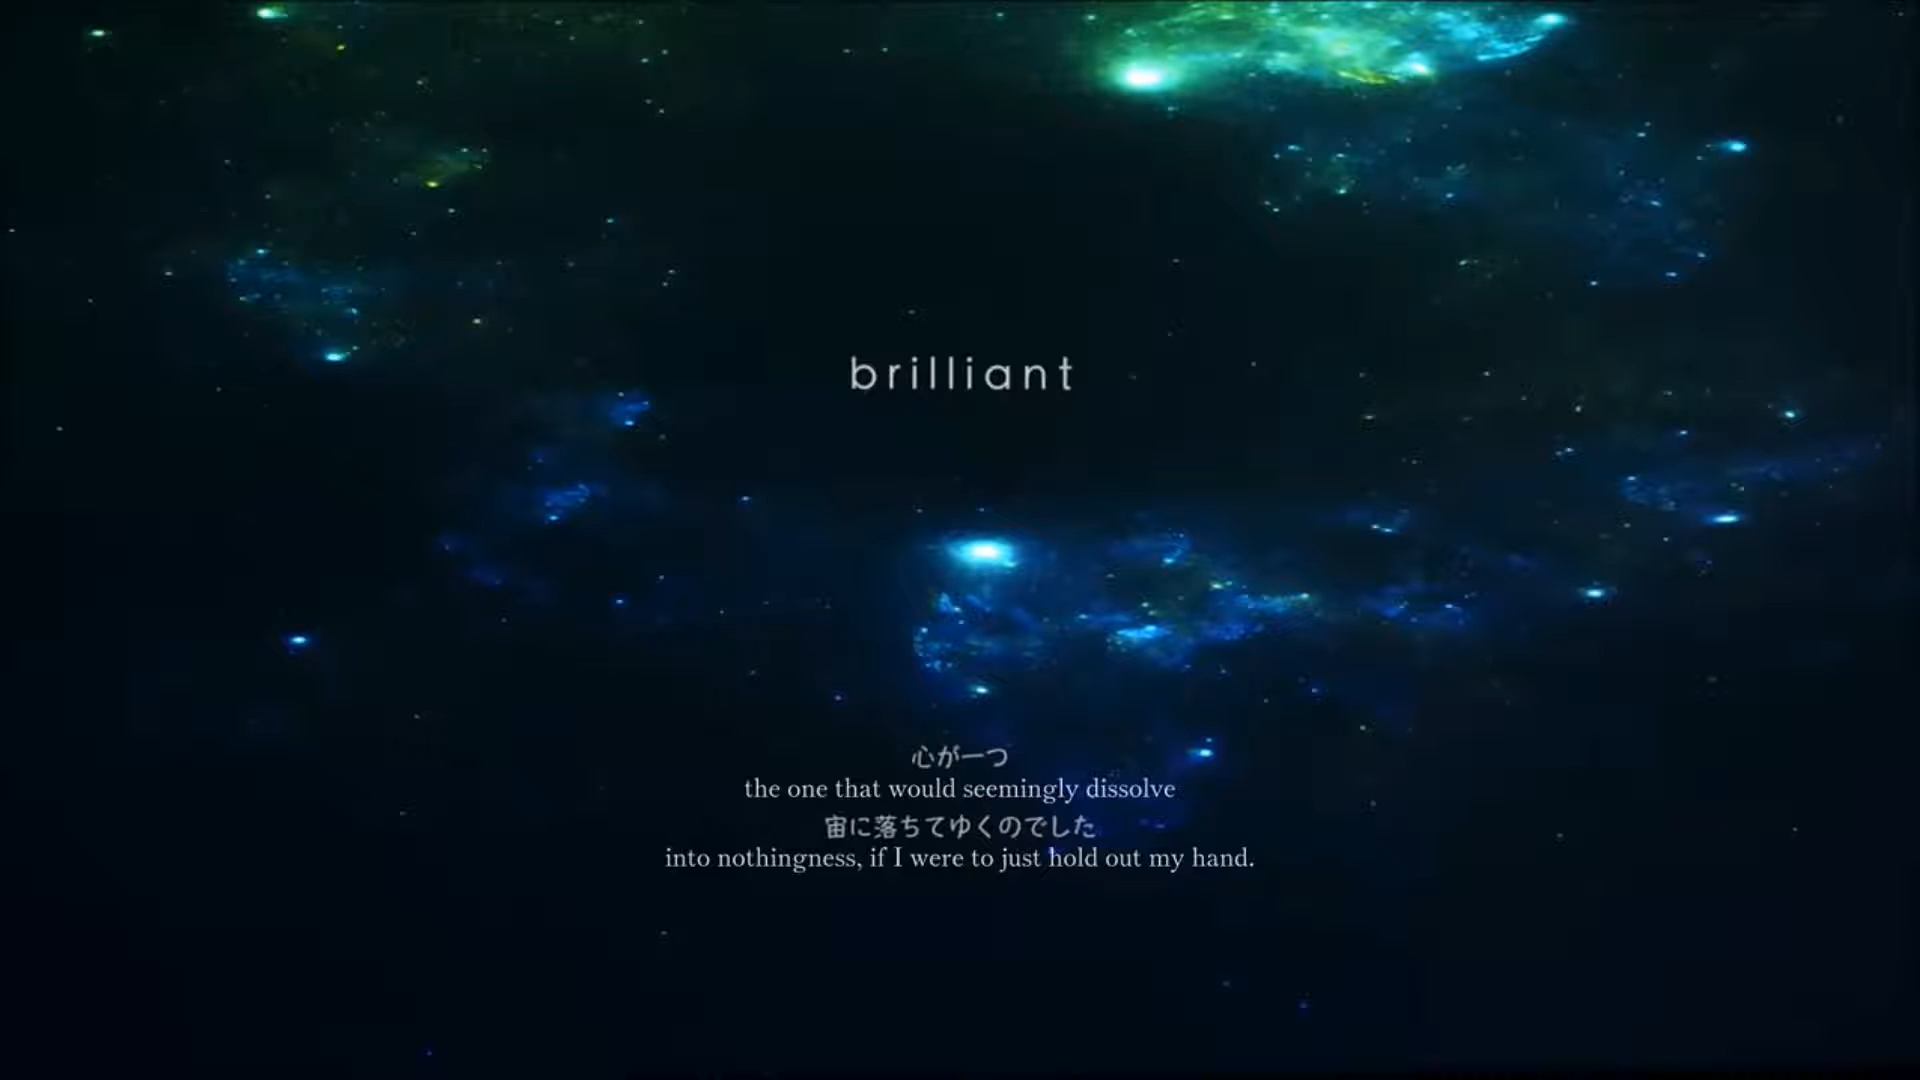 brilliant
心が一つ
the one that would seemingly dissolve
宙に落ちてゆくのでした
into nothingness, if I were to just hold out my hand.